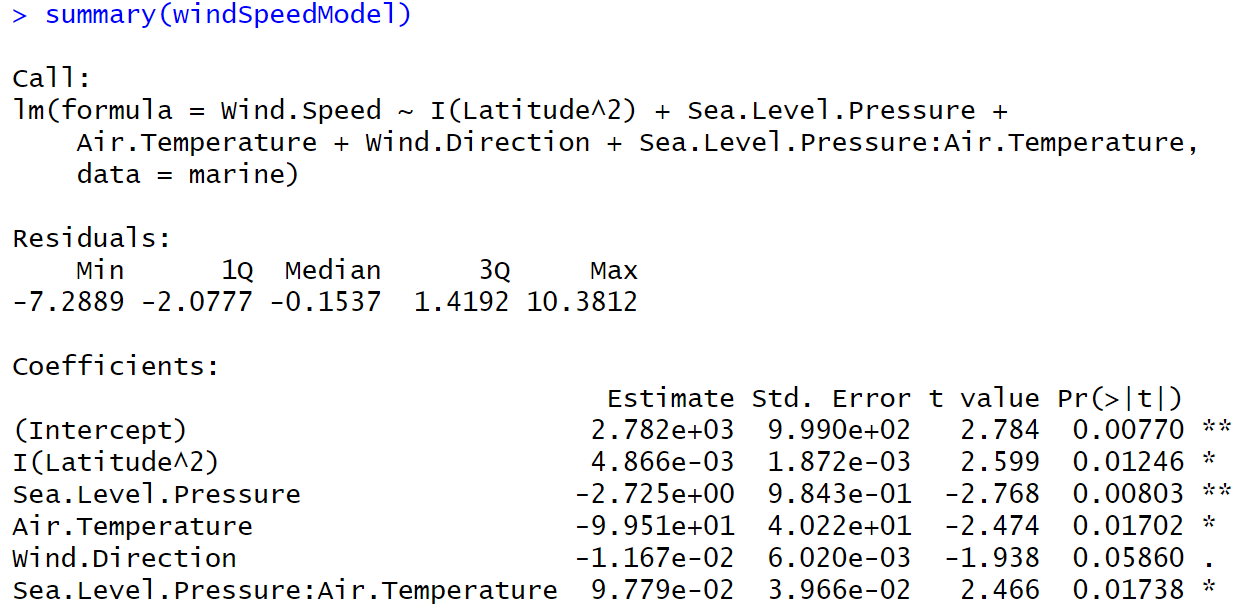 > summary(windSpeedModel)
Call:
lm(formula = Wind.Speed ~ I(Latitude^2) + Sea.Level.Pressure +
    Air.Temperature + Wind.Direction + Sea.Level.Pressure:Air.Temperature,
    data = marine)
Residuals:
    Min      1Q  Median      3Q     Max
-7.2889 -2.0777 -0.1537  1.4192 10.3812
Coefficients:
                                     Estimate Std. Error t value Pr(>|t|)
(Intercept)                         2.782e+03  9.990e+02   2.784  0.00770 **
I(Latitude^2)                       4.866e-03  1.872e-03   2.599  0.01246 *
Sea.Level.Pressure                 -2.725e+00  9.843e-01  -2.768  0.00803 **
Air.Temperature                    -9.951e+01  4.022e+01  -2.474  0.01702 *
Wind.Direction                     -1.167e-02  6.020e-03  -1.938  0.05860 .
Sea.Level.Pressure:Air.Temperature  9.779e-02  3.966e-02   2.466  0.01738 *